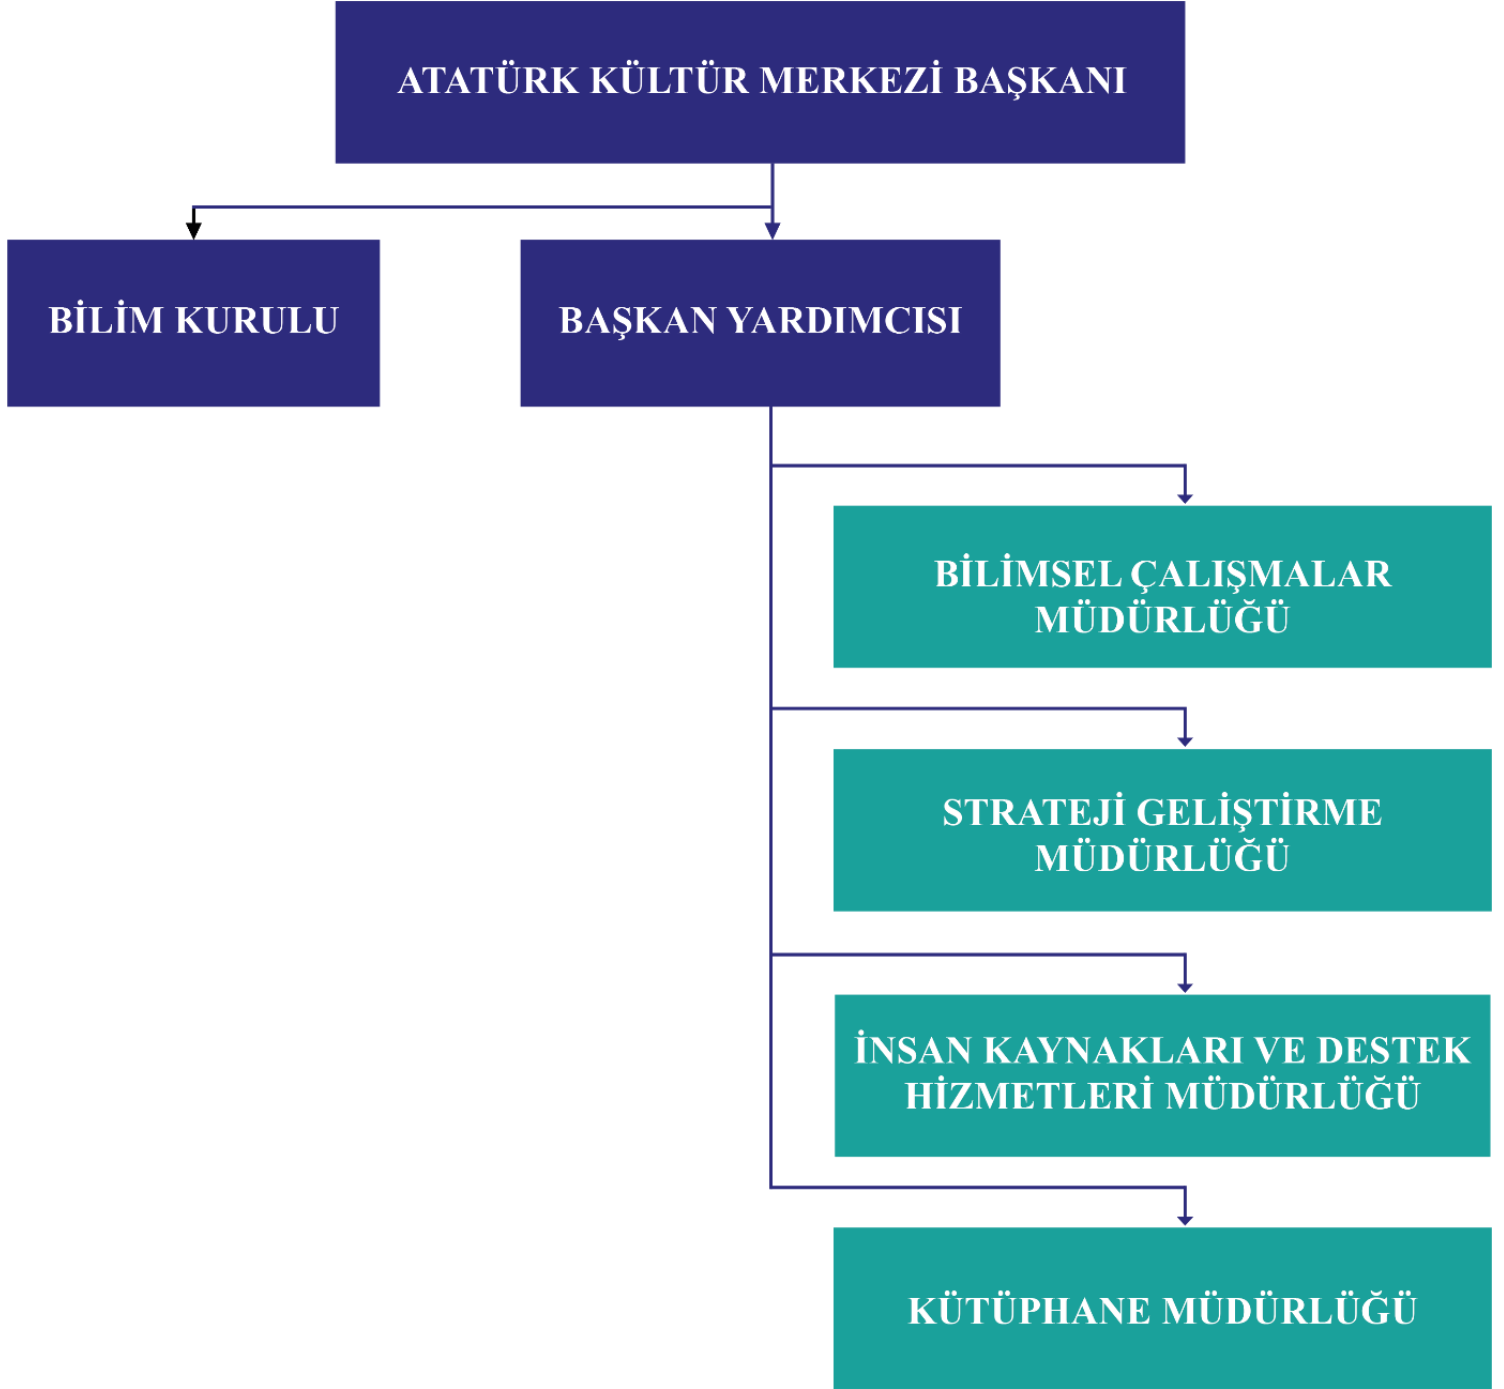 ATATÜRK KÜLTÜR MERKEZİ BAŞKANI
BİLİM KURULU
BAŞKAN YARDIMCISI
BİLİMSEL ÇALIŞMALAR
MÜDÜRLÜĞÜ
STRATEJİ GELİŞTİRME
MÜDÜRLÜĞÜ
İNSAN KAYNAKLARI VE DESTEK
HİZMETLERİ MÜDÜRLÜĞÜ
KÜTÜPHANE MÜDÜRLÜĞÜ